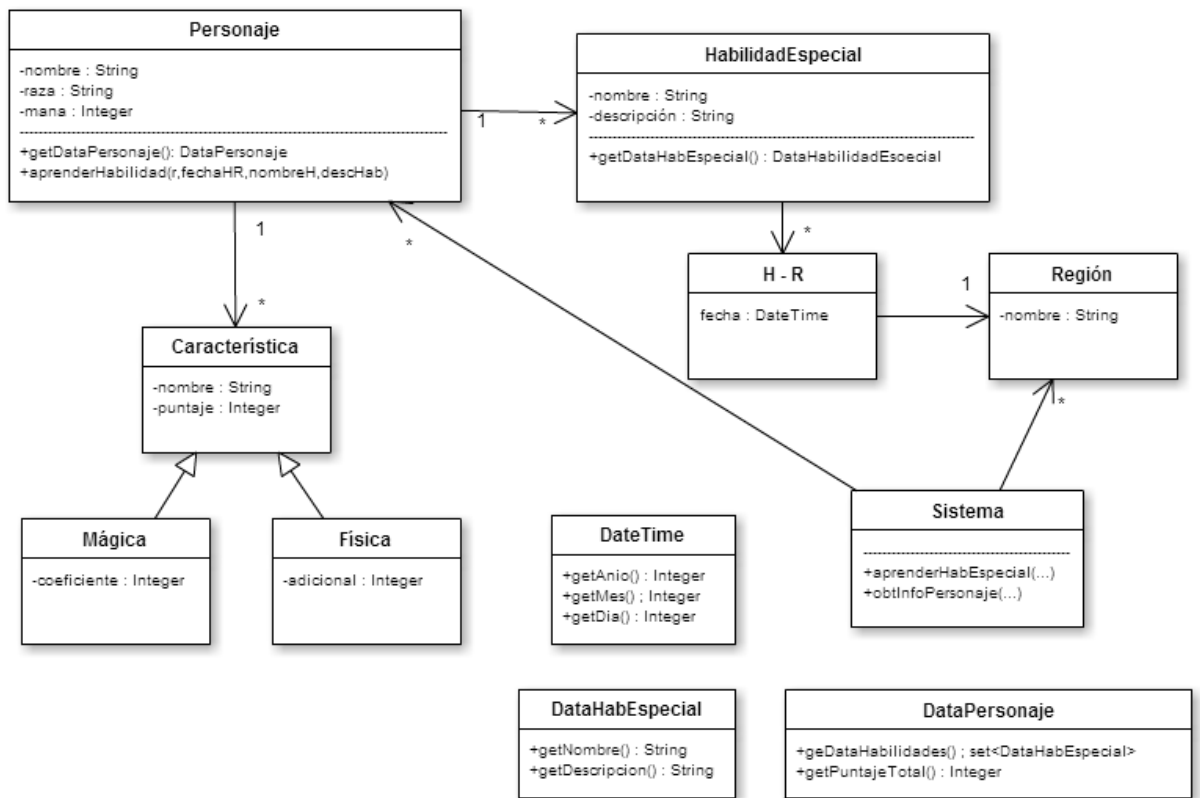 Personaje
-nombre : String
-raza : String
-mana : Integer
+getDataPersonaje(): DataPersonaje
+aprenderHabilidad(r,fechaHR,nombreH,descHab)
1
*
HabilidadEspecial
-nombre : String
-descripción : String
+getDataHabEspecial() : DataHabilidadEsoecial
1
*
*
*
H - R
fecha : DateTime
1
Región
-nombre : String
*
Característica
-nombre : String
-puntaje : Integer
Mágica
-coeficiente : Integer
Física
-adicional : Integer
DateTime
+getAnio() : Integer
+getMes() ; Integer
+getDia() : Integer
Sistema
+aprenderHabEspecial(...)
+obtInfoPersonaje(...)
DataHabEspecial
+getNombre() : String
+getDescripcion() : String
DataPersonaje
+geDataHabilidades() ; set<DataHabEspecial>
+getPuntajeTotal() : Integer